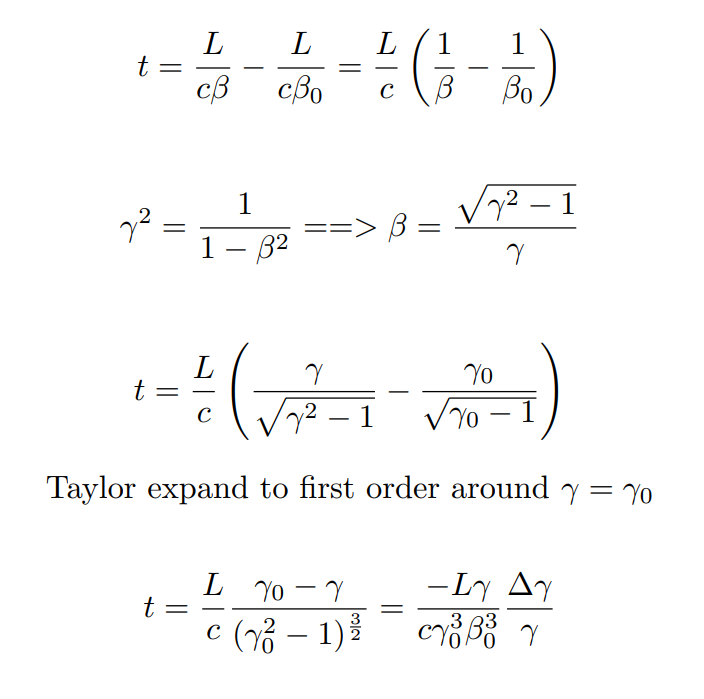 t = \frac{L}{c\beta} - \frac{L}{c\beta_0} = \frac{L}{c}\left(\frac{1}{\beta} - \frac{1}{\beta_0}\right)
\gamma^2 = \frac{1}{1-\beta^2} ==> \beta = \frac{\sqrt{\gamma^2-1}}{\gamma}
t = \frac{L}{c}\left(\frac{\gamma}{\sqrt{\gamma^2-1}} - \frac{\gamma_0}{\sqrt{\gamma_0-1}}\right)
Taylor expand to first order around \gamma = \gamma_0
t = \frac{L}{c}\frac{\gamma_0-\gamma}{(\gamma_0^2-1)^{\frac{3}{2}}} = \frac{-L\gamma}{c\gamma_0^3\beta_0^3}\frac{\Delta\gamma}{\gamma}